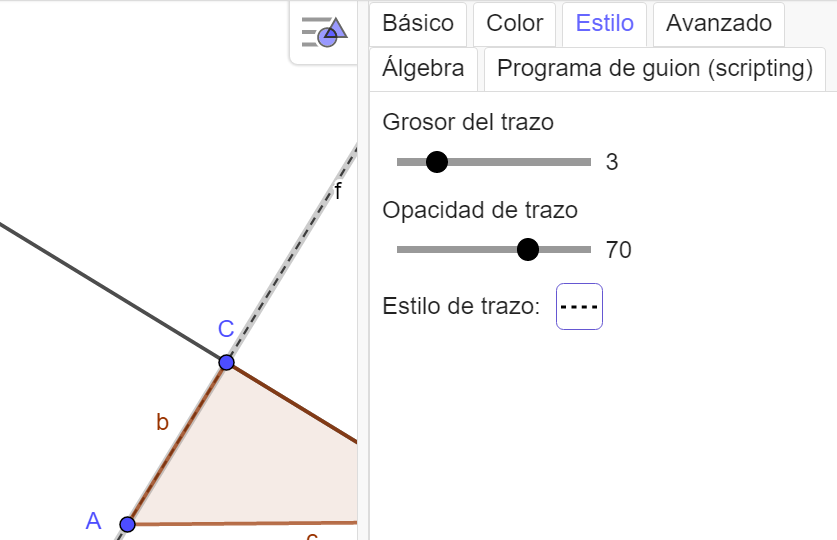 Básico Color Estilo Avanzado
Álgebra Programa de guion (scripting)
Grosor del trazo
3
Opacidad de trazo
70
Estilo de trazo:
f
C
b
A
c